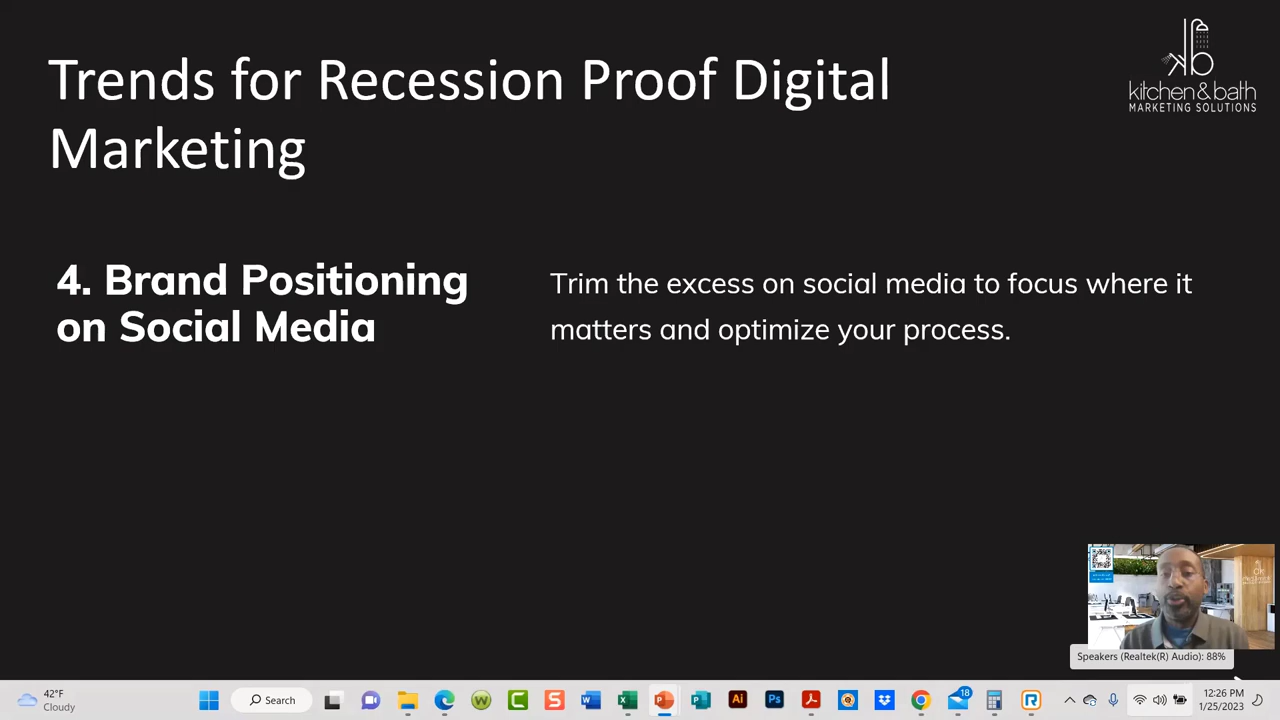 Trends for Recession Proof Digital
Marketing
kitchen&bath
MARKETING SOLUTIONS
4. Brand Positioning
on Social Media
Trim the excess on social media to focus where it
matters and optimize your process.
Speakers (Realtek(R) Audio): 88%
42°F
Cloudy
Search
18
12:26 PM
1/25/2023